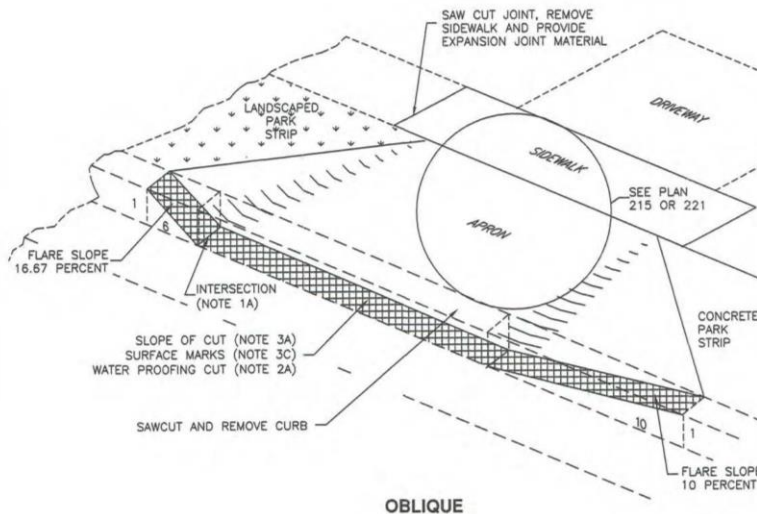 SAW CUT JOINT, REMOVE
SIDEWALK AND PROVIDE
EXPANSION JOINT MATERIAL
LANDSCAPED
PARK
STRIP
DRIVEWAY
SIDEWALK
SEE PLAN
215 OR 221
APRON
1
6
FLARE SLOPE
16.67 PERCENT
INTERSECTION
(NOTE 1A)
CONCRETE
PARK
STRIP
SLOPE OF CUT (NOTE 3A)
SURFACE MARKS (NOTE 3C)
WATER PROOFING CUT (NOTE 2A)
SAWCUT AND REMOVE CURB
10
1
FLARE SLOPE
10 PERCENT
OBLIQUE